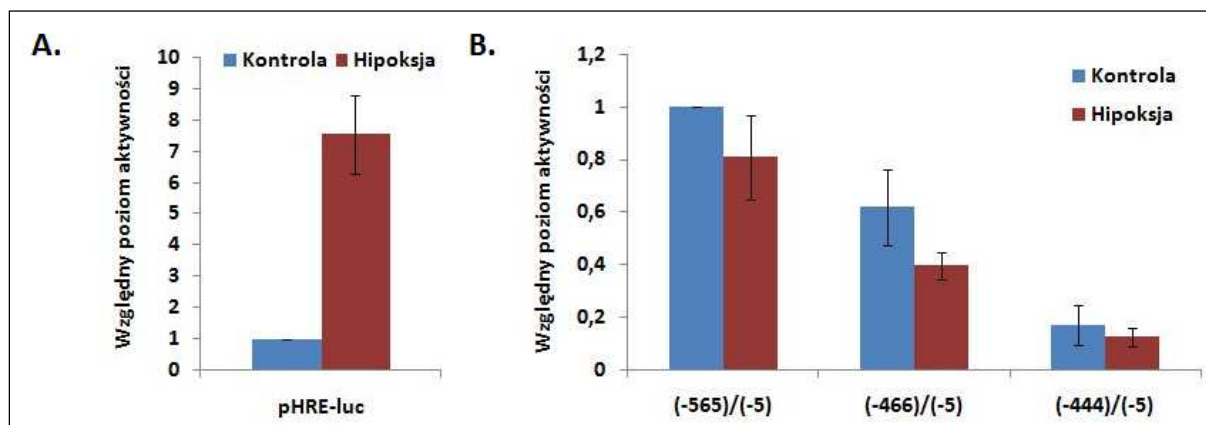 A.
Kontrola Hipoksja
Względny poziom aktywności
10
9
8
7
6
5
4
3
2
1
0
pHRE-luc
B.
Kontrola
Hipoksja
Względny poziom aktywności
1,2
1
0,8
0,6
0,4
0,2
0
(-565)/(-5) (-466)/(-5) (-444)/(-5)